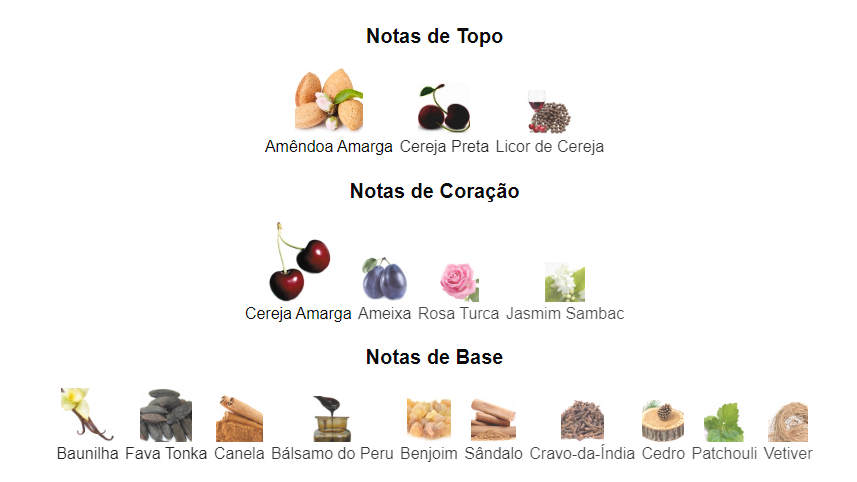 Notas de Topo
Amêndoa Amarga Cereja Preta Licor de Cereja
Notas de Coração
Cereja Amarga Ameixa Rosa Turca Jasmim Sambac
Notas de Base
Baunilha Fava Tonka Canela Bálsamo do Peru Benjoim Sândalo Cravo-da-Índia Cedro Patchouli Vetiver